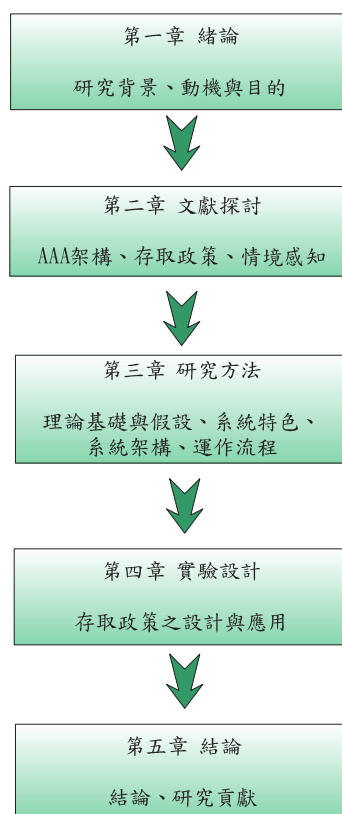 第一章 緒論
研究背景、動機與目的
第二章 文獻探討
AAA架構、存取政策、情境感知
第三章 研究方法
理論基礎與假設、系統特色、
系統架構、運作流程
第四章 實驗設計
存取政策之設計與應用
第五章 結論
結論、研究貢獻